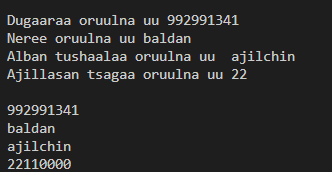 Dugaaraa oruulna uu 992991341
Neree oruulna uu baldan
Alban tushaalaa oruulna uu  ajilchin
Ajillasan tsagaa oruulna uu 22

992991341
baldan
ajilchin
22110000